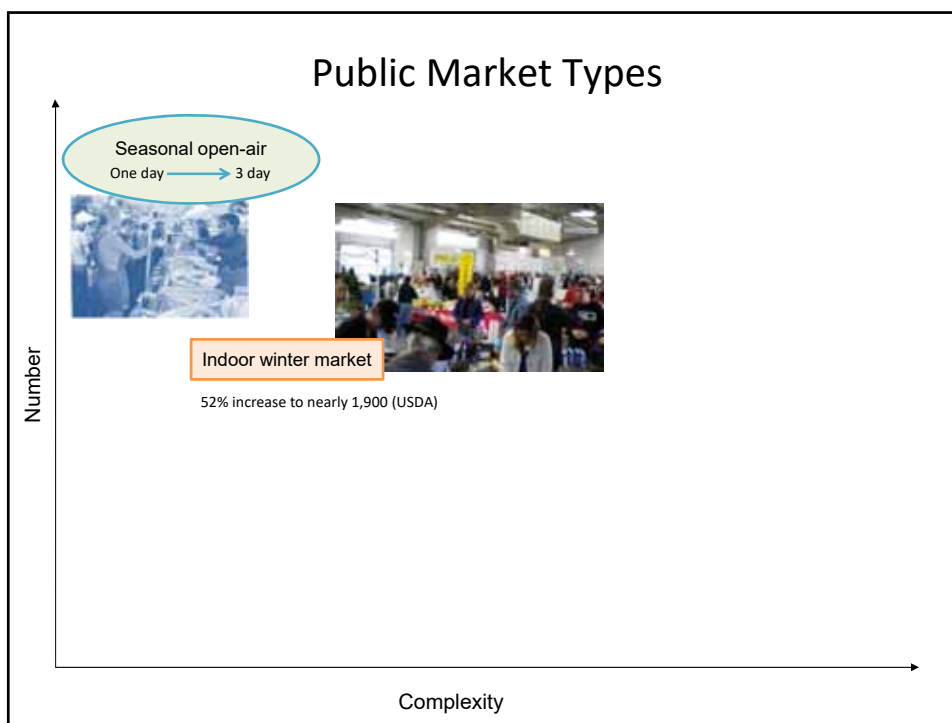 Public Market Types
Seasonal open-air
One day 3 day
Indoor winter market
52% increase to nearly 1,900 (USDA)
Number
Complexity